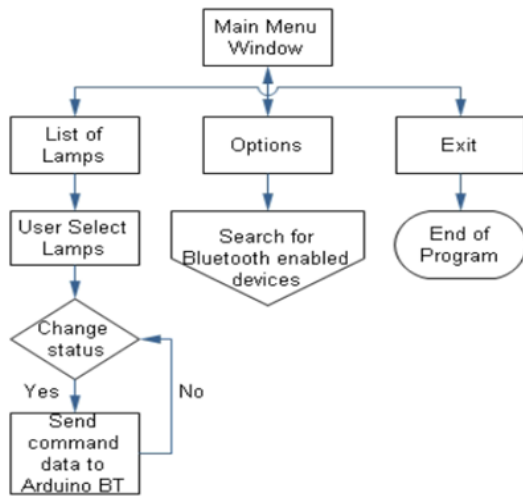 Main Menu
Window
List of
Lamps
Options
Exit
User Select
Lamps
Search for
Bluetooth enabled
devices
End of
Program
Change
status
Yes
No
Send
command
data to
Arduino BT